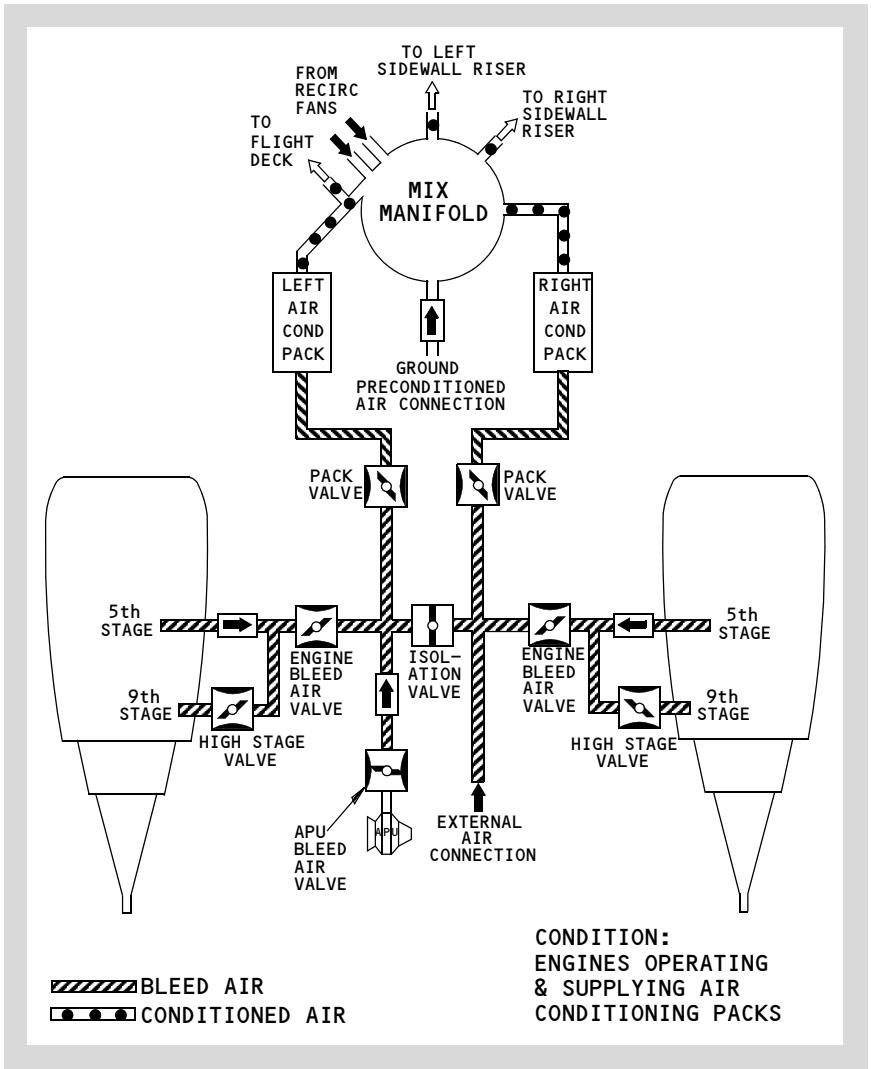 TO LEFT
SIDEWALL RISER
FROM
RECIRC
FANS
TO RIGHT
SIDEWALL
RISER
TO
FLIGHT
DECK
MIX
MANIFOLD
LEFT
AIR
COND
PACK
RIGHT
AIR
COND
PACK
GROUND
PRECONDITIONED
AIR CONNECTION
PACK
VALVE
PACK
VALVE
5th
STAGE
5th
STAGE
ENGINE
BLEED
AIR
VALVE
ISOL–
ATION
VALVE
ENGINE
BLEED
AIR
VALVE
9th
STAGE
9th
STAGE
HIGH STAGE
VALVE
HIGH STAGE
VALVE
APU
APU
BLEED
AIR
VALVE
EXTERNAL
AIR
CONNECTION
BLEED AIR
CONDITIONED AIR
CONDITION:
ENGINES OPERATING
& SUPPLYING AIR
CONDITIONING PACKS